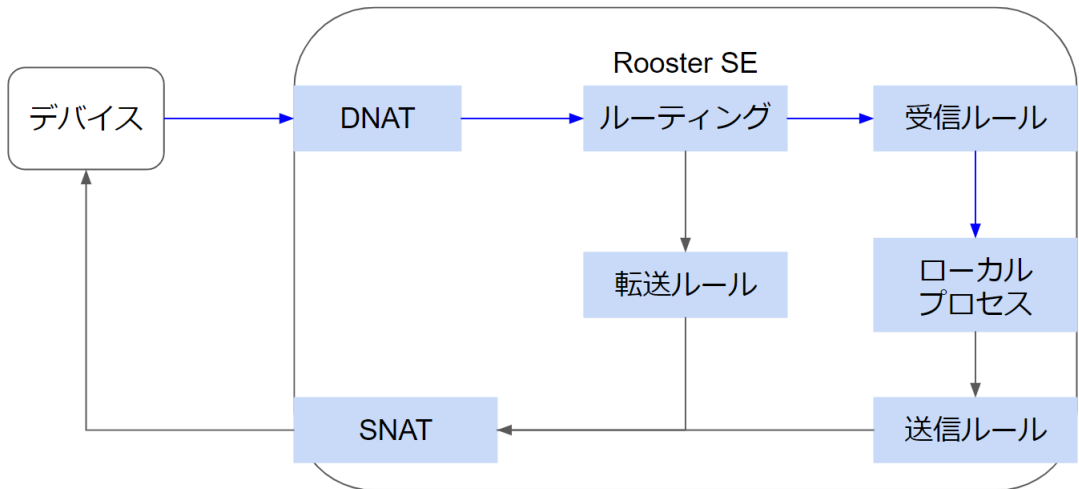 Rooster SE
デバイス
DNAT
ルーティング
受信ルール
転送ルール
ローカル
プロセス
SNAT
送信ルール